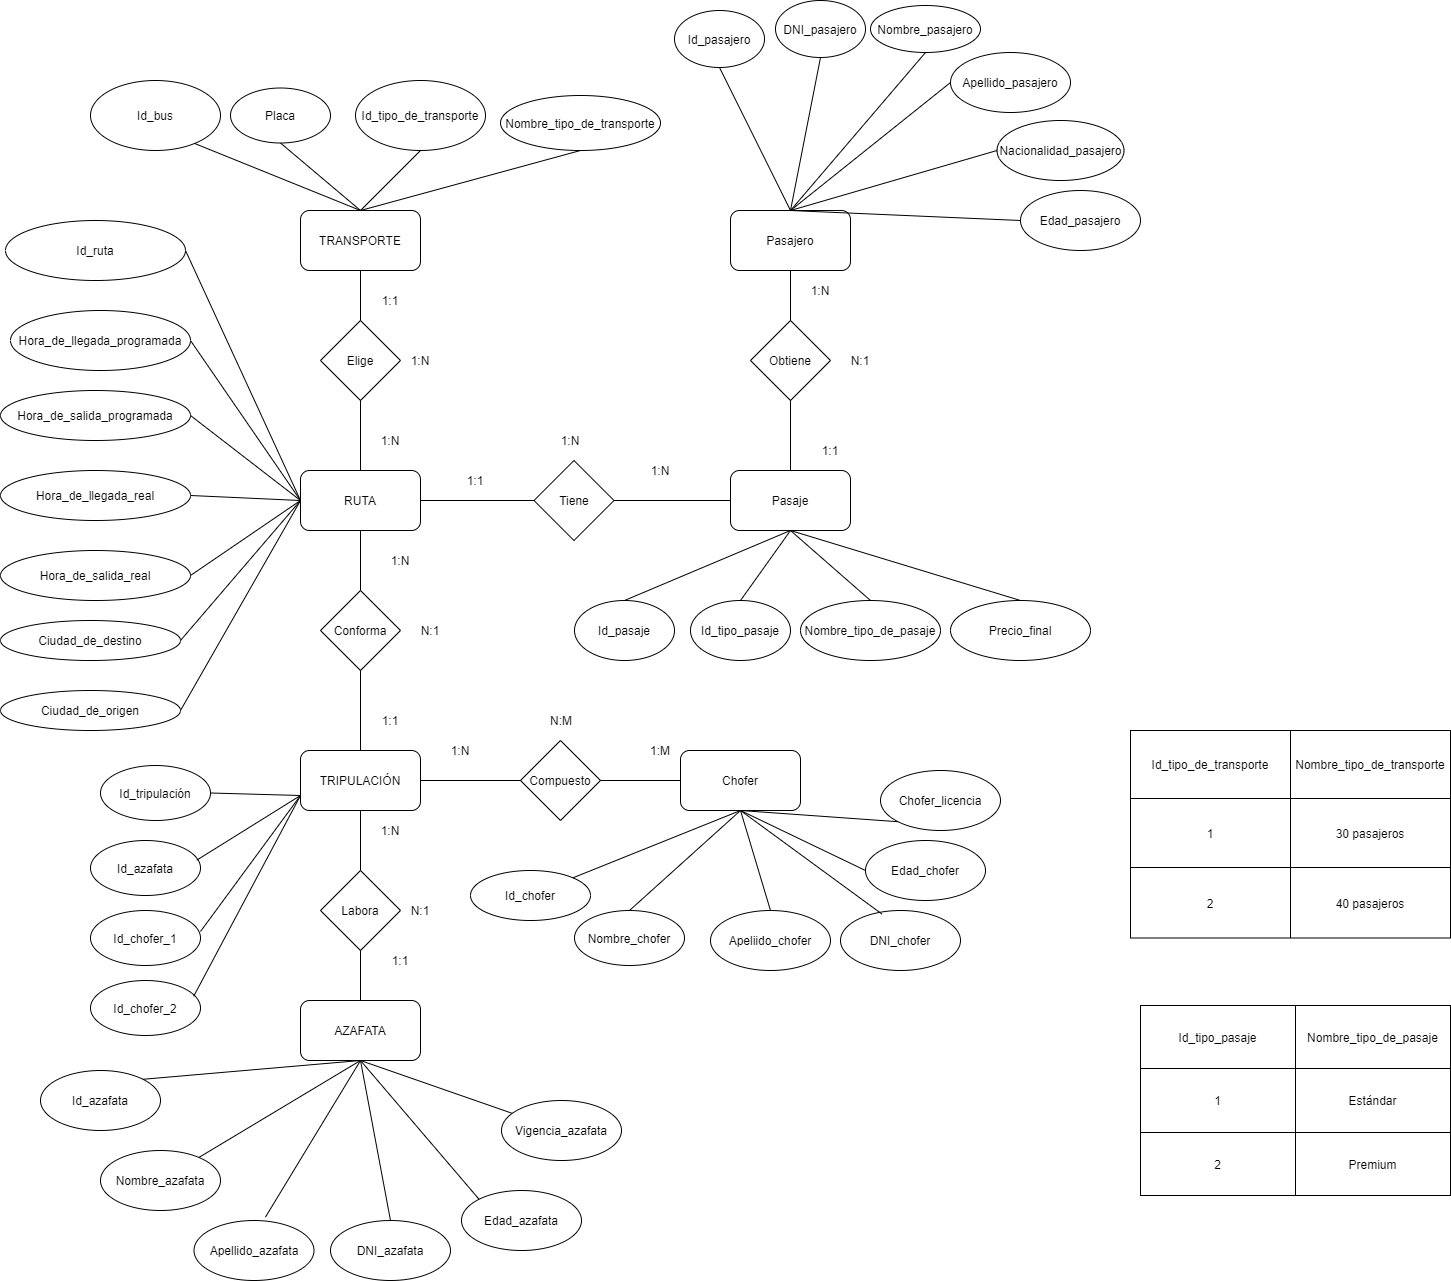 Id_pasajero
DNI_pasajero
Nombre_pasajero
Apellido_pasajero
Nacionalidad_pasajero
Edad_pasajero
Id_bus
Placa
Id_tipo_de_transporte
Nombre_tipo_de_transporte
TRANSPORTE
Pasajero
Id_ruta
1:1
1:N
Hora_de_llegada_programada
Elige
1:N
Obtiene
N:1
Hora_de_salida_programada
1:N
1:N
1:1
1:1
1:N
Hora_de_llegada_real
RUTA
Tiene
Pasaje
1:N
Hora_de_salida_real
Conforma
N:1
Id_pasaje
Id_tipo_pasaje
Nombre_tipo_de_pasaje
Precio_final
Ciudad_de_destino
Ciudad_de_origen
1:1
N:M
1:N
1:M
TRIPULACIÓN
Compuesto
Chofer
Id_tripulación
Chofer_licencia
1:N
Id_azafata
Edad_chofer
Id_chofer
Labora
N:1
Id_chofer_1
Nombre_chofer
Apeliido_chofer
DNI_chofer
1:1
Id_chofer_2
AZAFATA
Id_azafata
Vigencia_azafata
Nombre_azafata
Edad_azafata
Apellido_azafata
DNI_azafata
Id_tipo_de_transporte
Nombre_tipo_de_transporte
1
30 pasajeros
2
40 pasajeros
Id_tipo_pasaje
Nombre_tipo_de_pasaje
1
Estándar
2
Premium